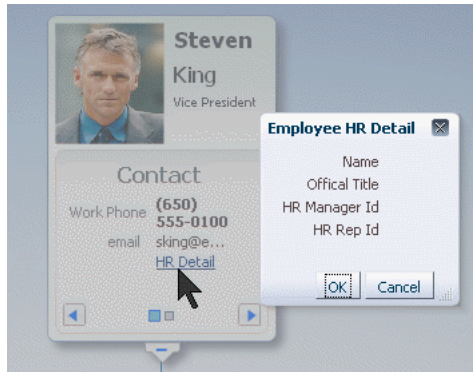 Steven
King
Vice President
Contact
Work Phone (650)
555-0100
email sking@e...
HR Detail
Employee HR Detail
Name
Offical Title
HR Manager Id
HR Rep Id
OK Cancel